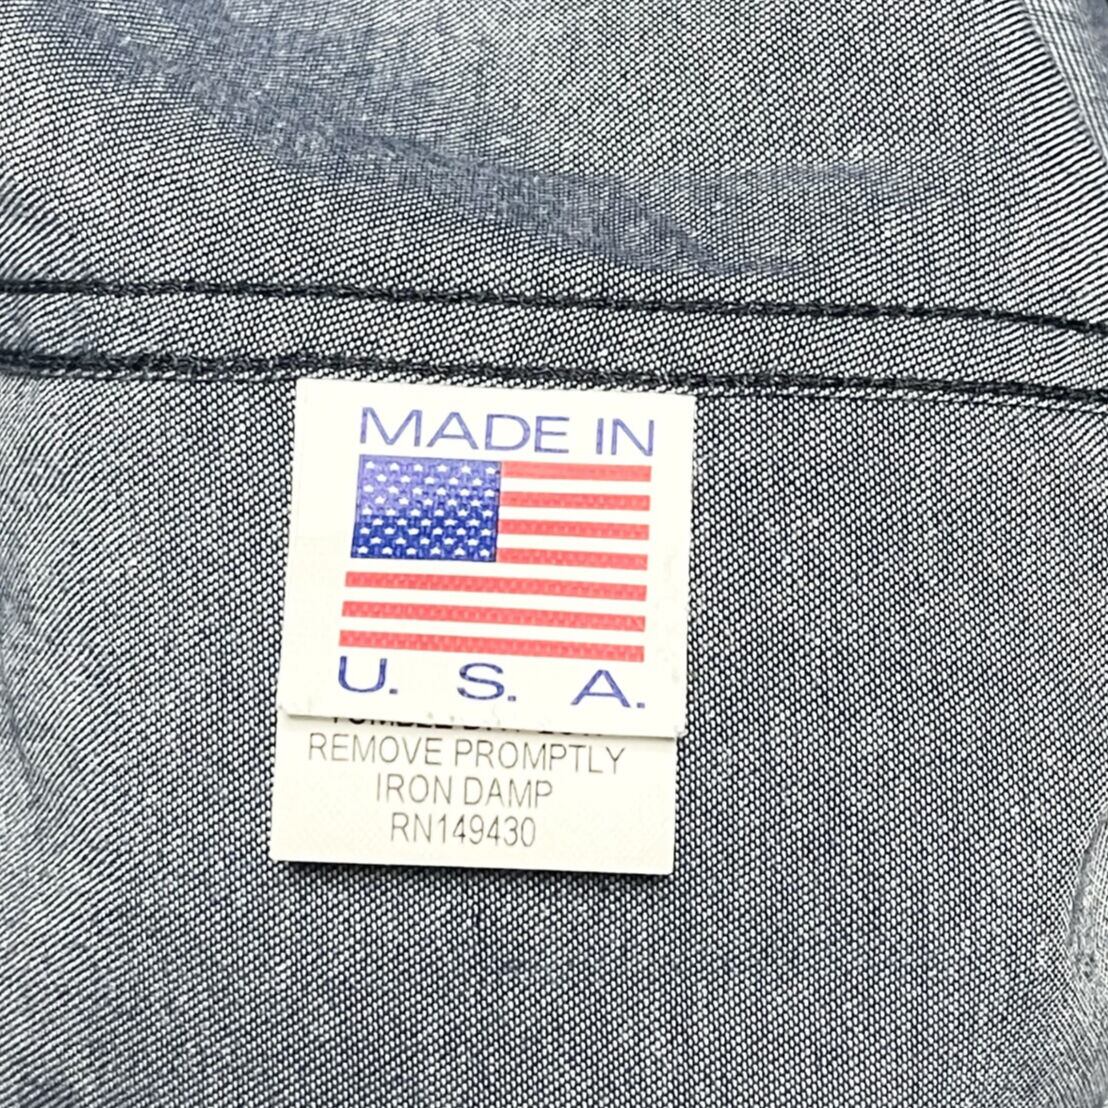 MADE IN
U. S. A.
REMOVE PROMPTLY
IRON DAMP
RN149430